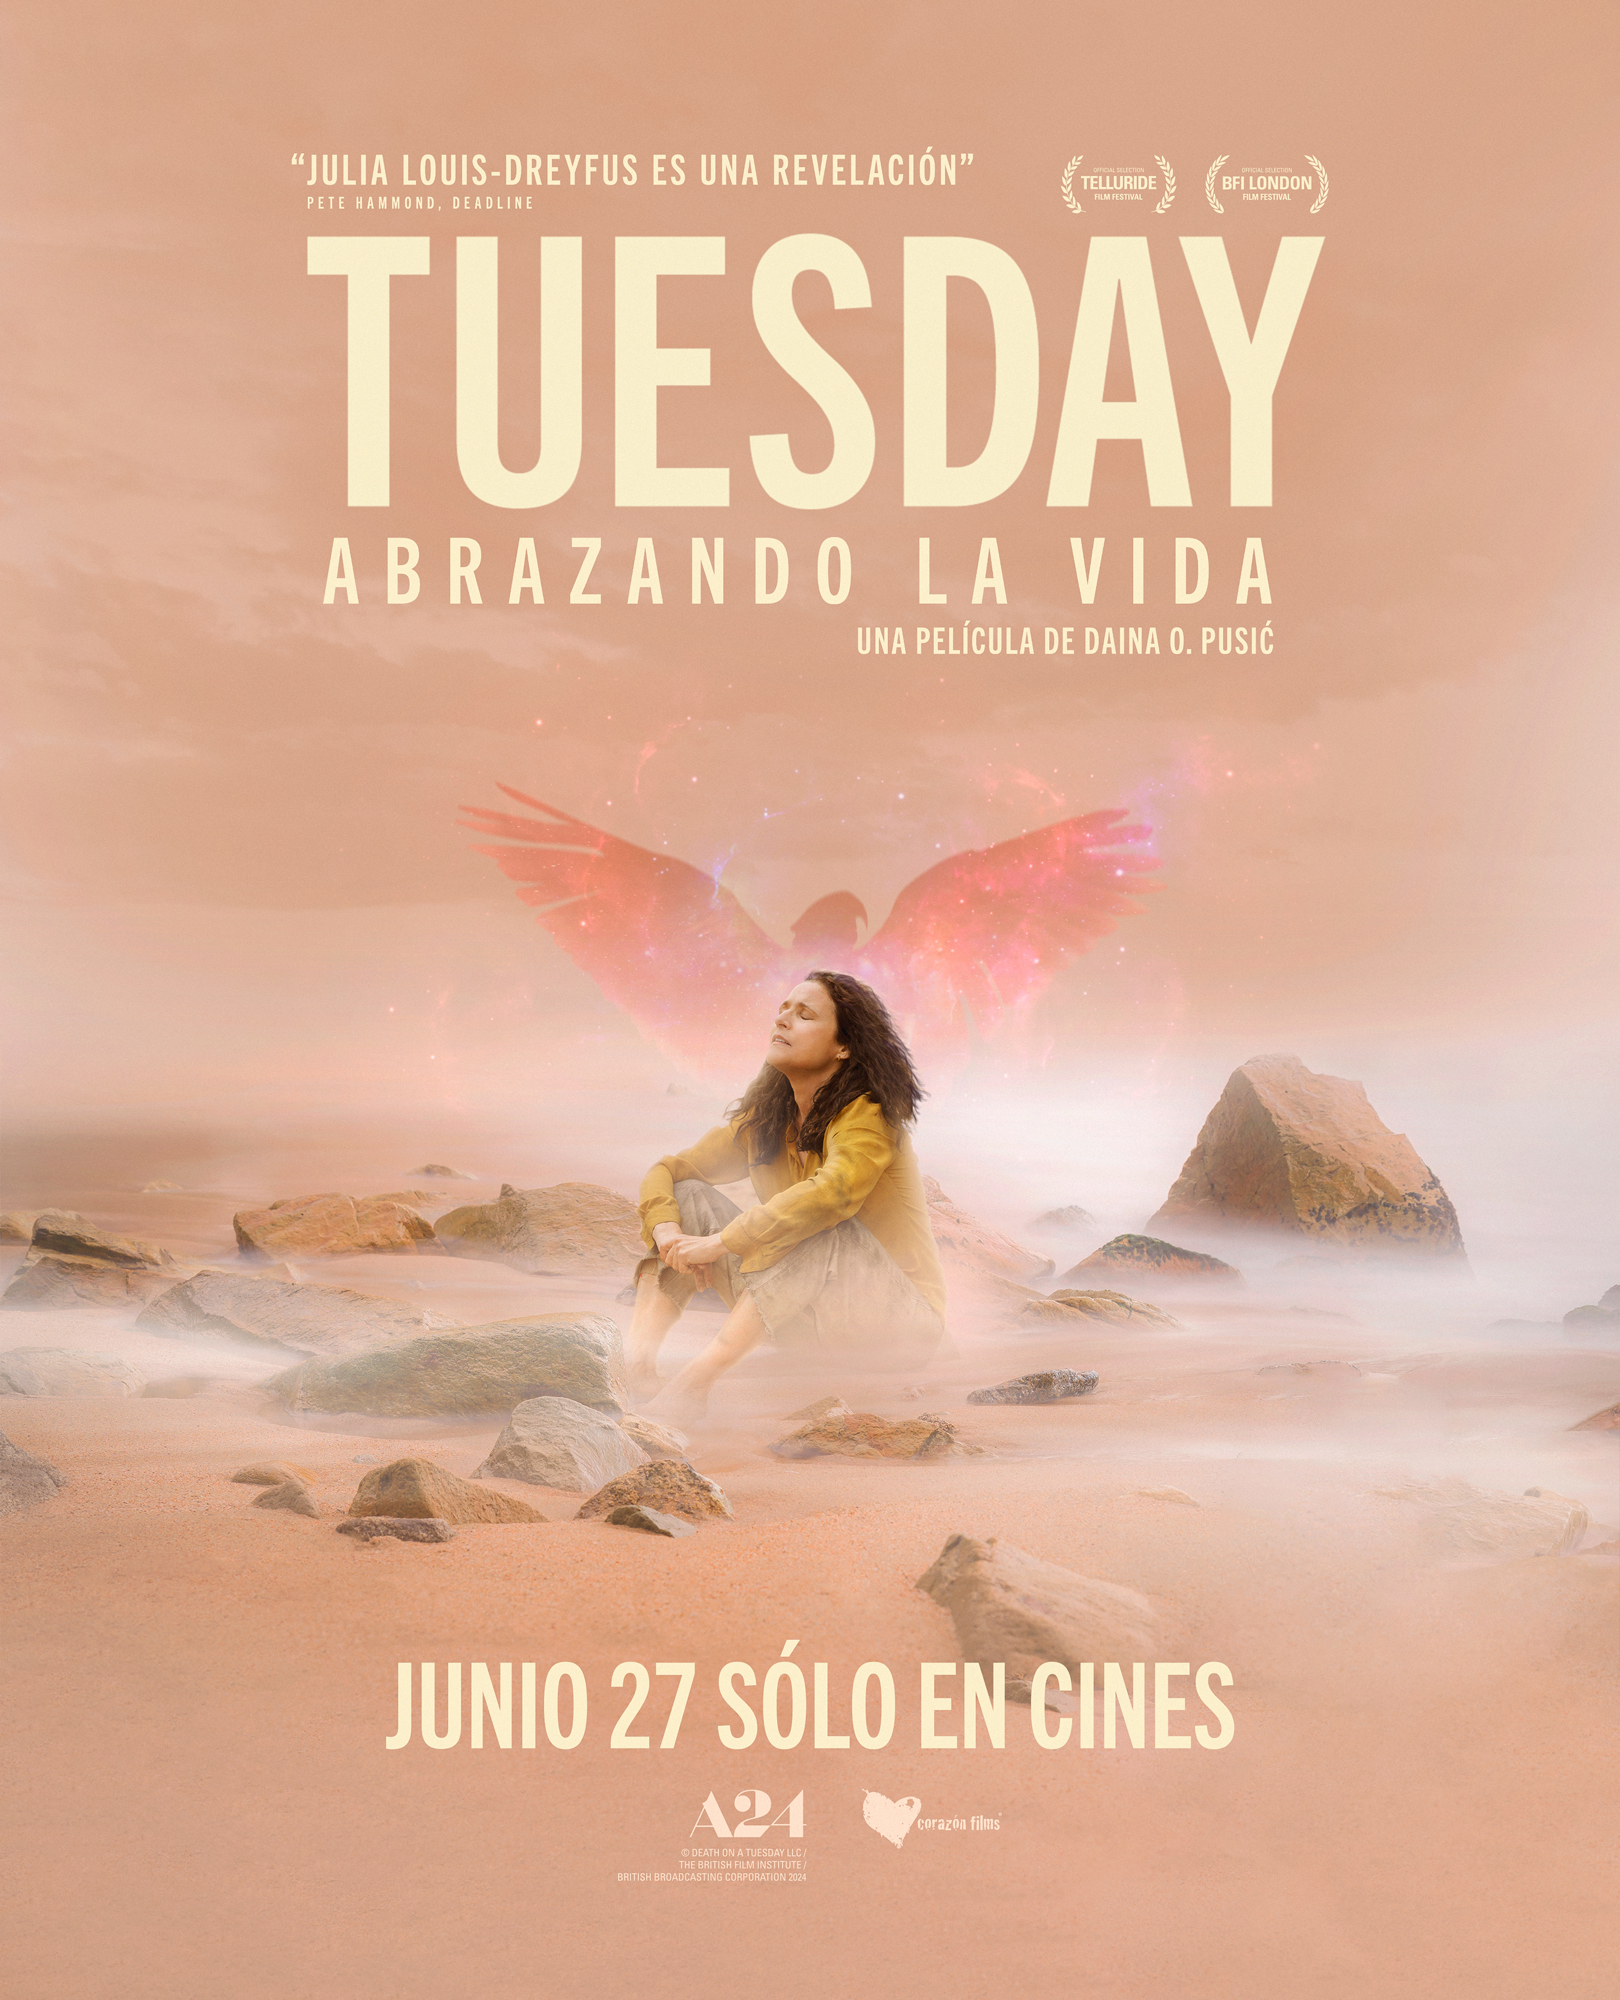 “JULIA LOUIS-DREYFUS ES UNA REVELACIÓN”
PETE HAMMOND, DEADLINE
OFFICIAL SELECTION
TELLURIDE
FILM FESTIVAL
OFFICIAL SELECTION
BFI LONDON
FILM FESTIVAL
TUESDAY
ABRAZANDO LA VIDA
UNA PELÍCULA DE DAINA O. PUSIĆ
JUNIO 27 SÓLO EN CINES
A24
corazón films
© DEATH ON A TUESDAY LLC /
THE BRITISH FILM INSTITUTE /
BRITISH BROADCASTING CORPORATION 2024